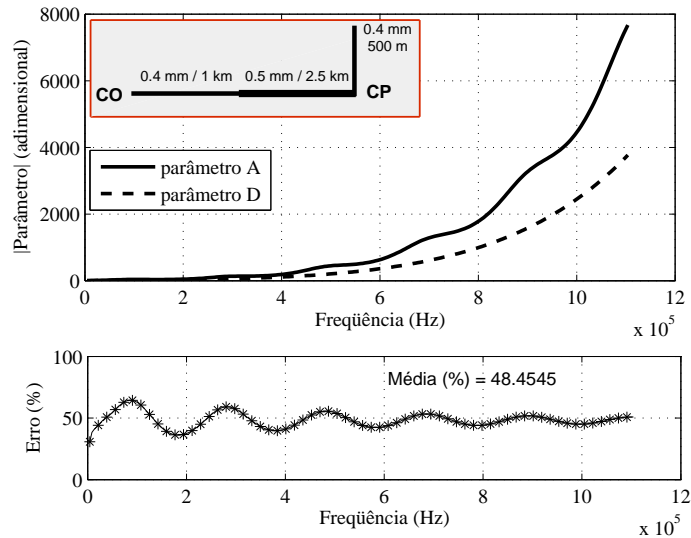 8000
6000
4000
2000
0
|Parâmetro| (adimensional)
0.4 mm
500 m
0.4 mm / 1 km
0.5 mm / 2.5 km
CO
CP
parâmetro A
parâmetro D
0 2 4 6 8 10 12
Freqüência (Hz)
x 10^5
100
50
0
Erro (%)
Média (%) = 48.4545
0 2 4 6 8 10 12
Freqüência (Hz)
x 10^5